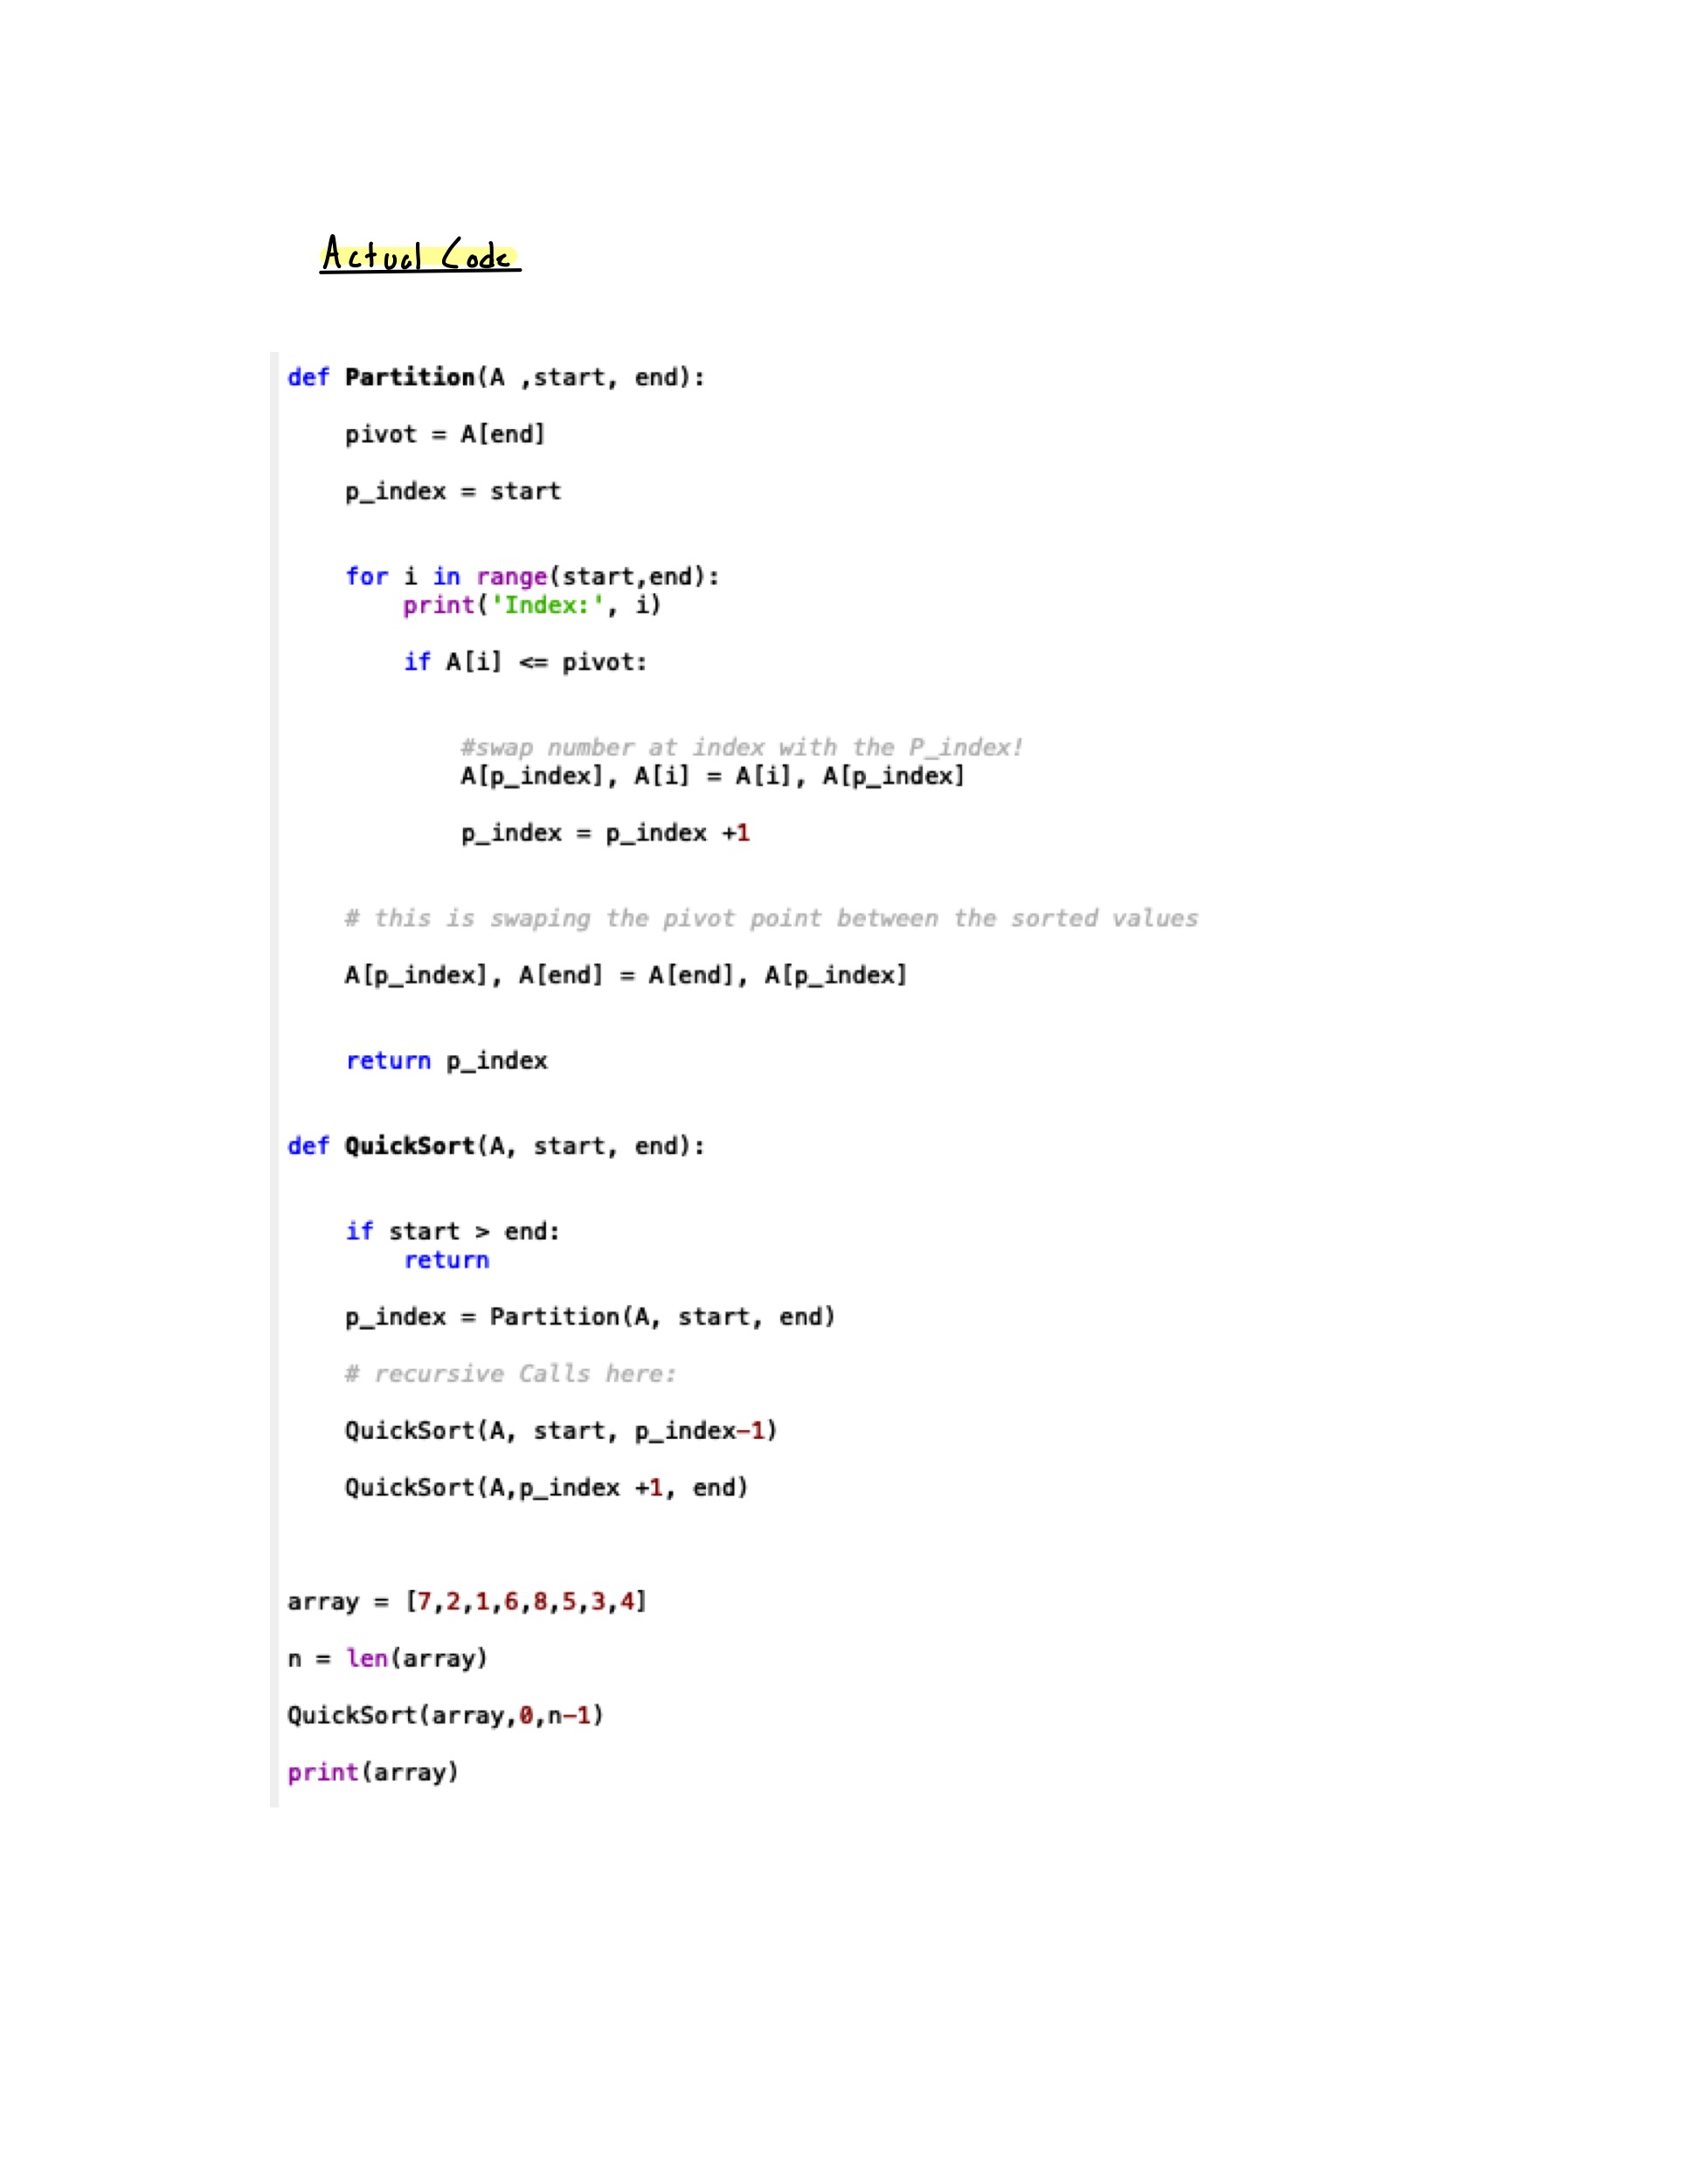 Actual Code
def Partition(A ,start, end):
pivot = A[end]
p_index = start
for i in range(start,end):
print('Index:', i)
if A[i] <= pivot:
#swap number at index with the P_index!
A[p_index], A[i] = A[i], A[p_index]
p_index = p_index +1
# this is swaping the pivot point between the sorted values
A[p_index], A[end] = A[end], A[p_index]
return p_index
def QuickSort(A, start, end):
if start > end:
return
p_index = Partition(A, start, end)
# recursive Calls here:
QuickSort(A, start, p_index-1)
QuickSort(A,p_index +1, end)
array = [7,2,1,6,8,5,3,4]
n = len(array)
QuickSort(array,0,n-1)
print(array)